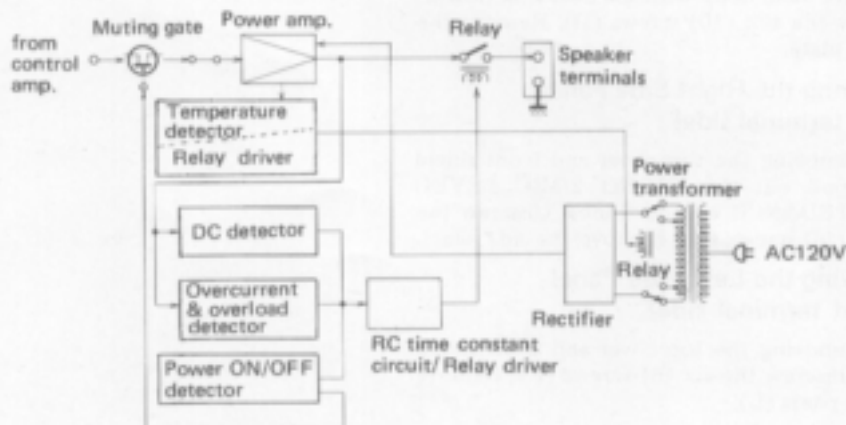 Muting gate
Power amp.
Relay
from
control
amp.
Speaker
terminals
Temperature
detector
Relay driver
Power
transformer
DC detector
AC120V
Relay
Overcurrent
& overload
detector
Rectifier
RC time constant
circuit/Relay driver
Power ON/OFF
detector